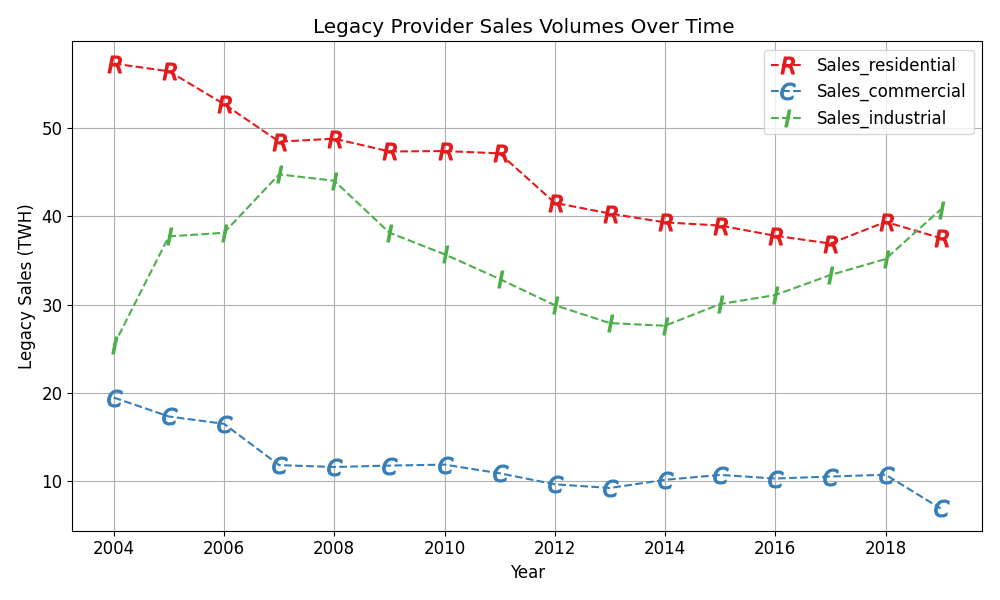 Legacy Provider Sales Volumes Over Time
Sales_residential
Sales_commercial
Sales_industrial
Legacy Sales (TWH)
50
40
30
20
10
2004 2006 2008 2010 2012 2014 2016 2018
Year